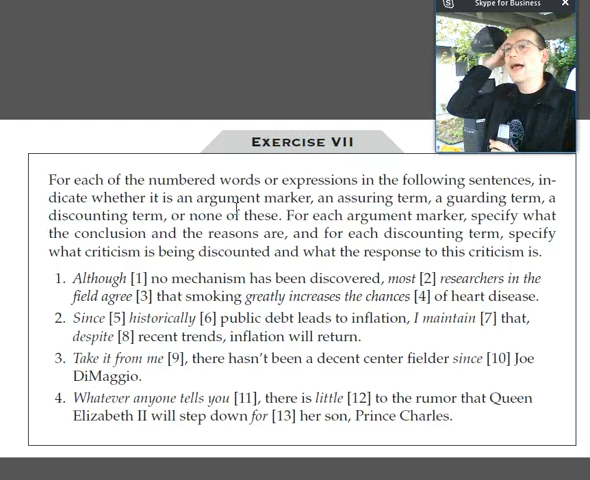 Skype for Business
EXERCISE VII
For each of the numbered words or expressions in the following sentences, in-
dicate whether it is an argument marker, an assuring term, a guarding term, a
discounting term, or none of these. For each argument marker, specify what
the conclusion and the reasons are, and for each discounting term, specify
what criticism is being discounted and what the response to this criticism is.
1. Although [1] no mechanism has been discovered, most [2] researchers in the
field agree [3] that smoking greatly increases the chances [4] of heart disease.
2. Since [5] historically [6] public debt leads to inflation, I maintain [7] that,
despite [8] recent trends, inflation will return.
3. Take it from me [9], there hasn't been a decent center fielder since [10] Joe
DiMaggio.
4. Whatever anyone tells you [11], there is little [12] to the rumor that Queen
Elizabeth II will step down for [13] her son, Prince Charles.